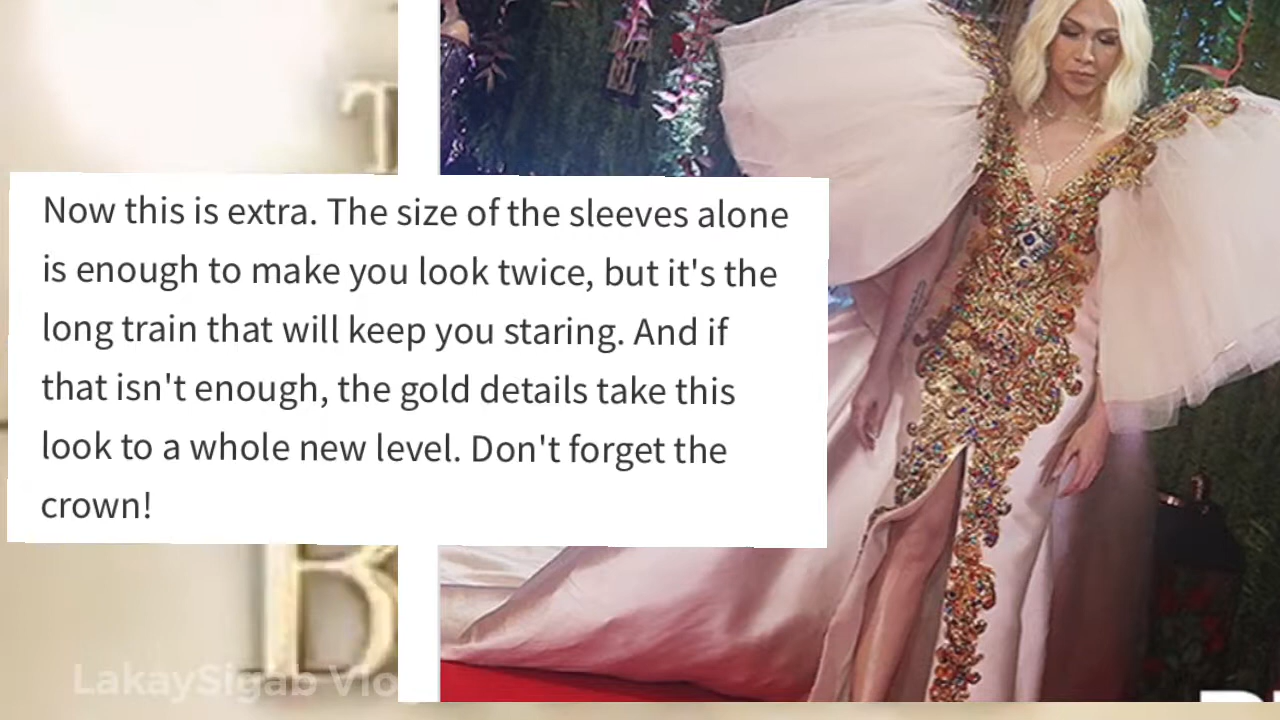 T
Now this is extra. The size of the sleeves alone
is enough to make you look twice, but it's the
long train that will keep you staring. And if
that isn't enough, the gold details take this
look to a whole new level. Don't forget the
crown!
B
LakaySigab Vlo